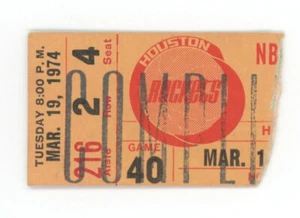 TUESDAY 8:00 P.M.
MAR. 19, 1974
216 2 4
Aisle Row Seat
COMPLI
HOUSTON
ROCKETS
GAME
40
NB
H
MAR. 1